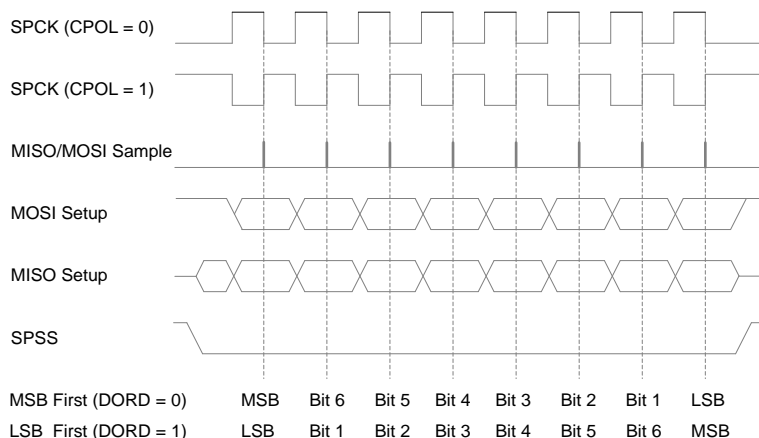 SPCK (CPOL = 0)
SPCK (CPOL = 1)
MISO/MOSI Sample
MOSI Setup
MISO Setup
SPSS
MSB First (DORD = 0) MSB Bit 6 Bit 5 Bit 4 Bit 3 Bit 2 Bit 1 LSB
LSB First (DORD = 1) LSB Bit 1 Bit 2 Bit 3 Bit 4 Bit 5 Bit 6 MSB